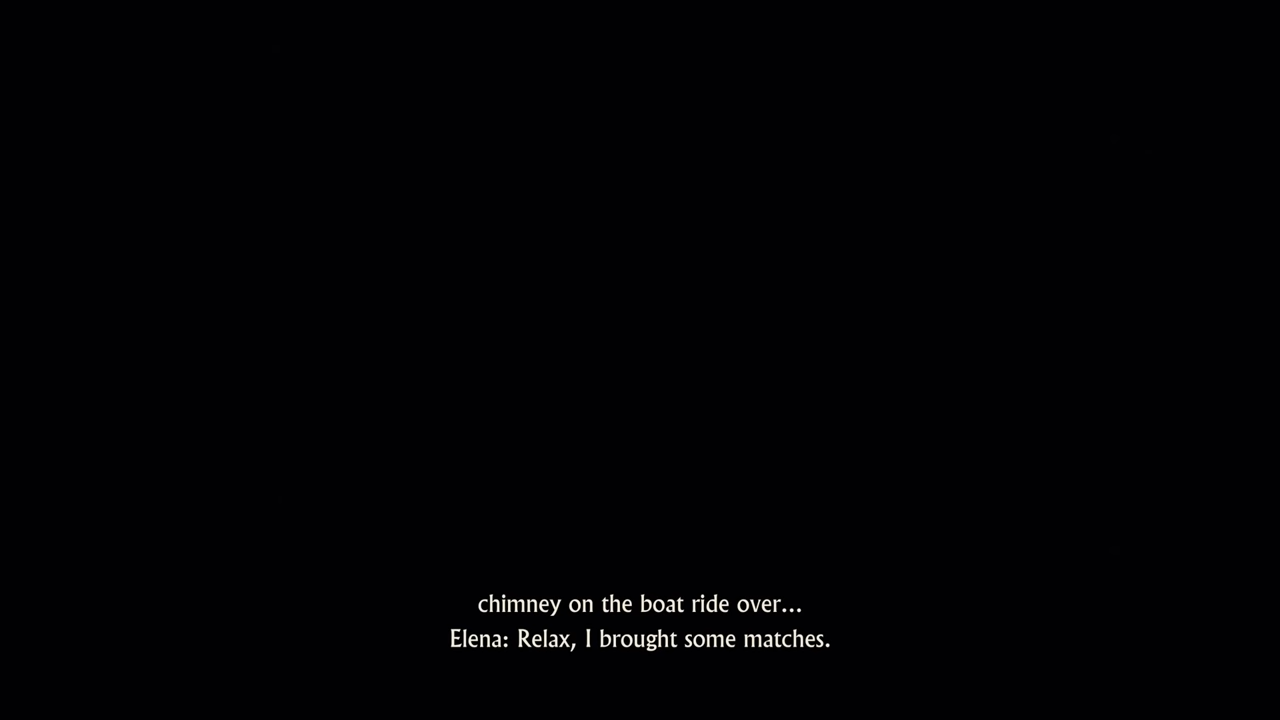 chimney on the boat ride over...
Elena: Relax, I brought some matches.